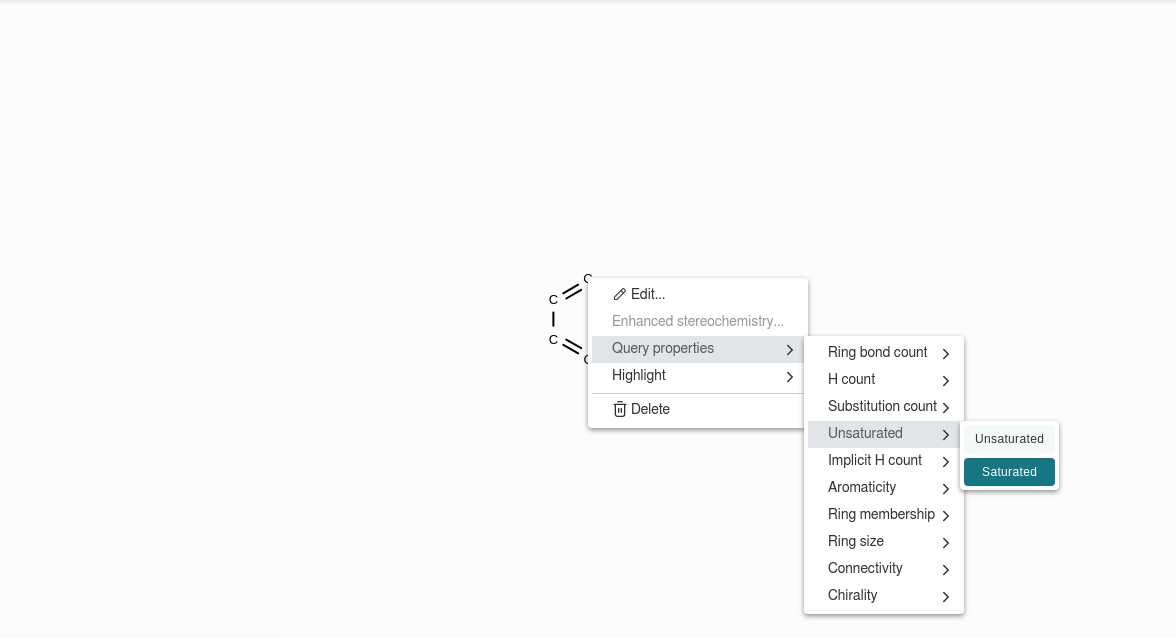 C
C
C
C
Edit...
Enhanced stereochemistry...
Query properties
Highlight
Delete
Ring bond count
H count
Substitution count
Unsaturated
Implicit H count
Aromaticity
Ring membership
Ring size
Connectivity
Chirality
Unsaturated
Saturated